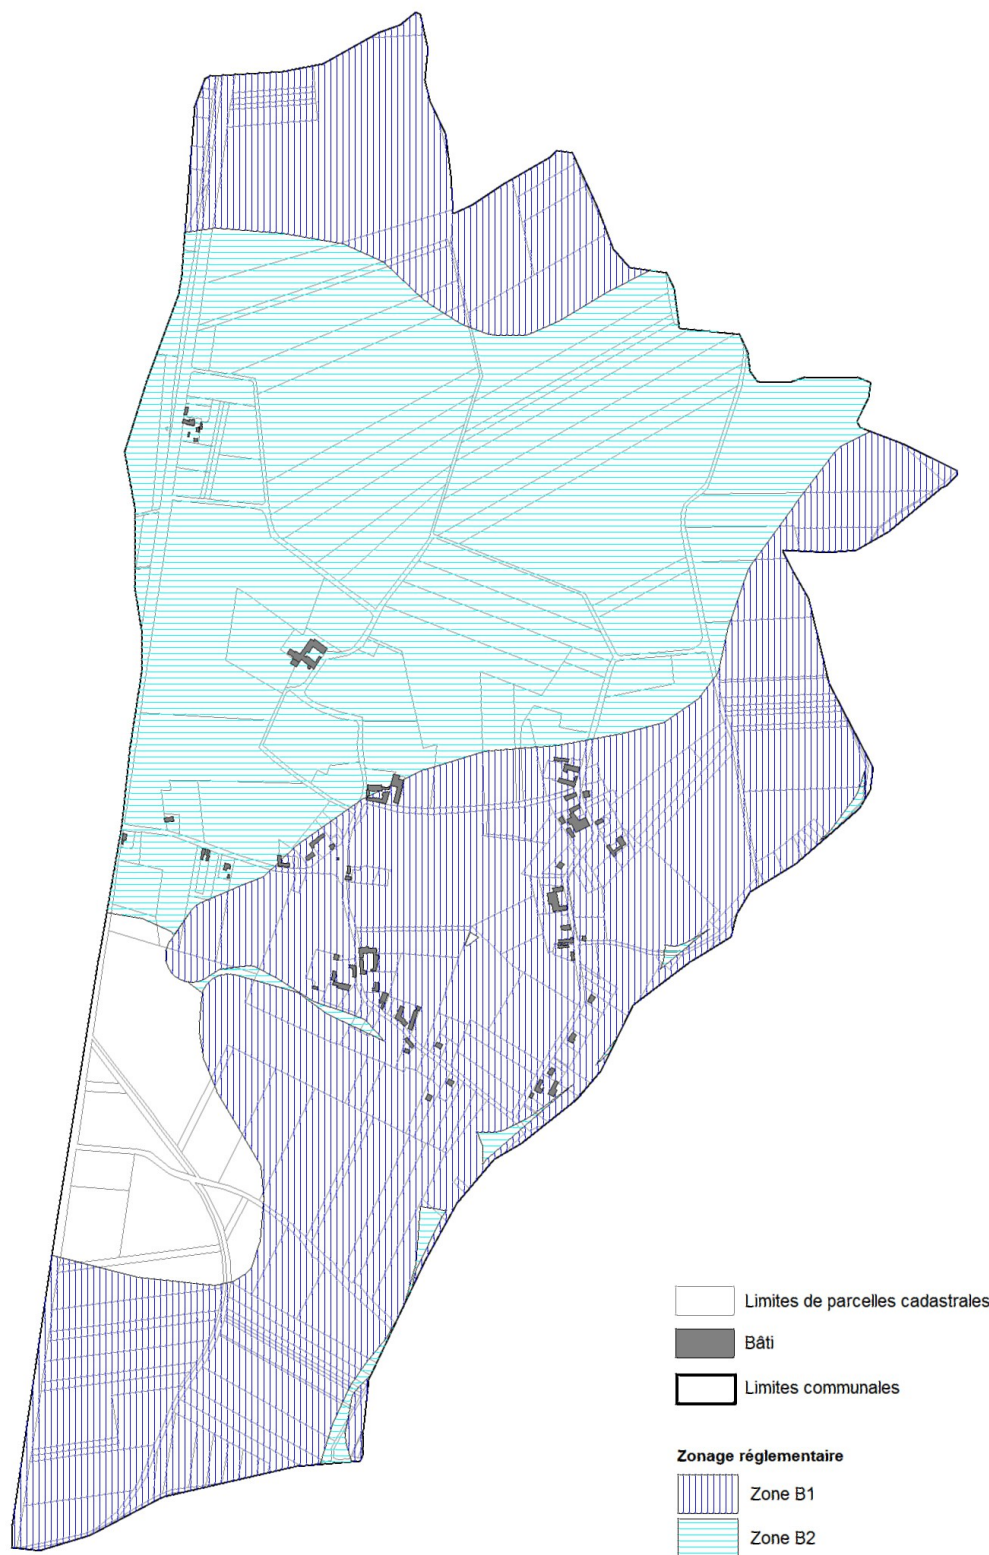 Limites de parcelles cadastrales
Bâti
Limites communales
Zonage réglementaire
Zone B1
Zone B2